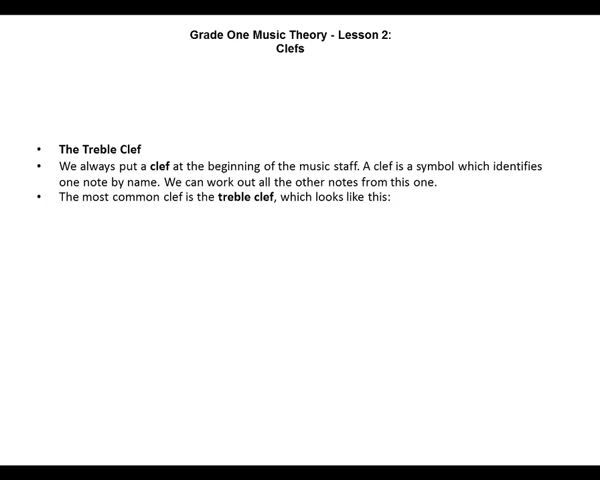 Grade One Music Theory - Lesson 2:
Clefs
• The Treble Clef
• We always put a clef at the beginning of the music staff. A clef is a symbol which identifies
one note by name. We can work out all the other notes from this one.
• The most common clef is the treble clef, which looks like this: